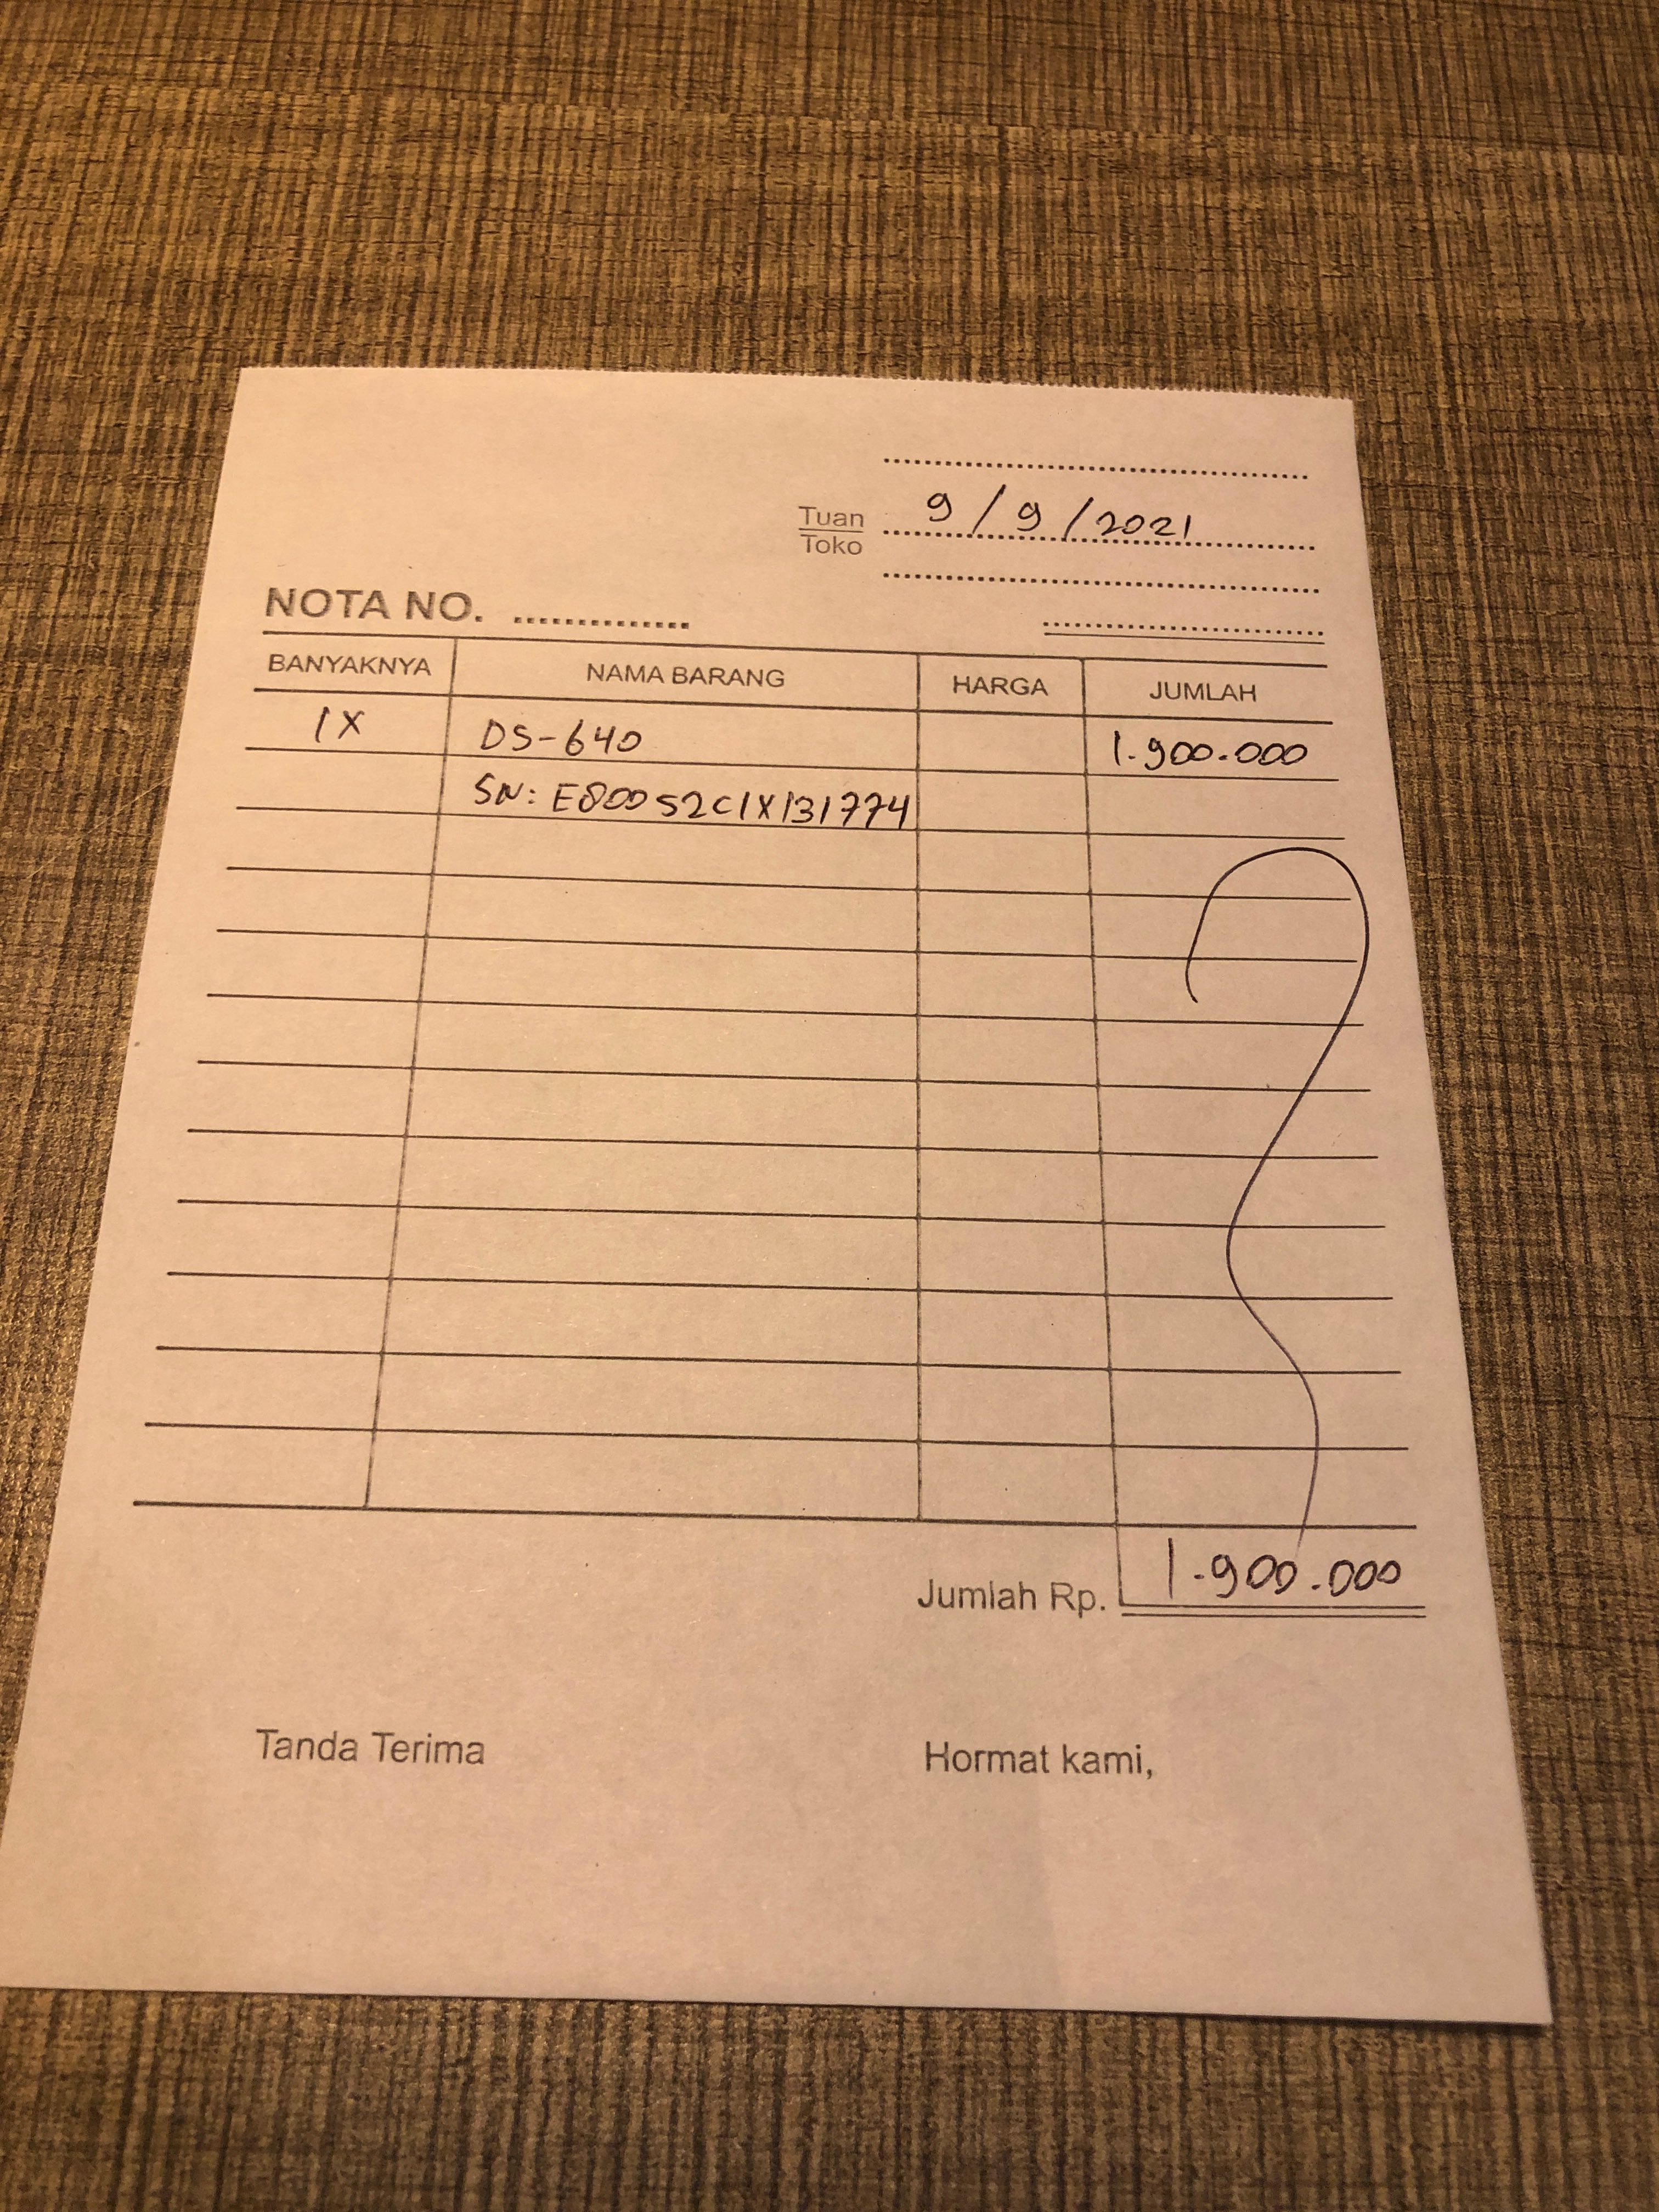 Tuan
Toko
9/9/2021
NOTA NO. ..............
BANYAKNYA NAMA BARANG HARGA JUMLAH
1X DS-640 1.900.000
SN: E80052C1X131774
Jumlah Rp. 1.900.000
Tanda Terima Hormat kami,